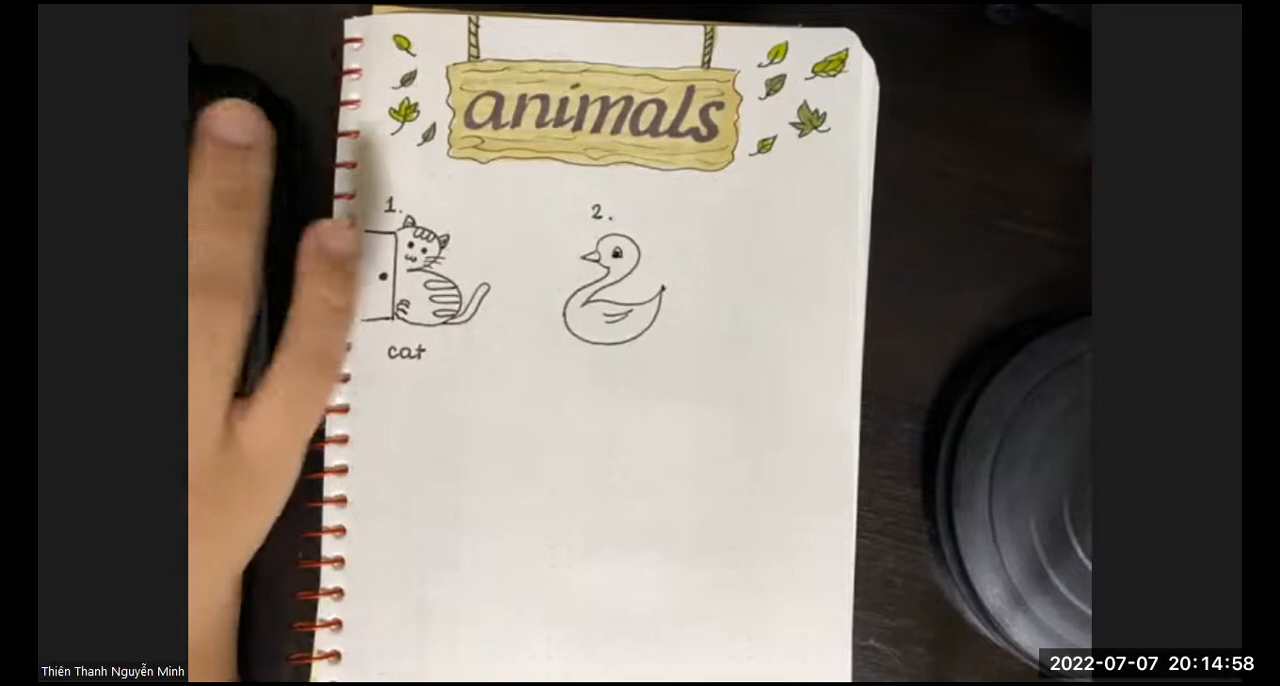 animals
1.
2.
cat
Thiên Thanh Nguyễn Minh
2022-07-07 20:14:58